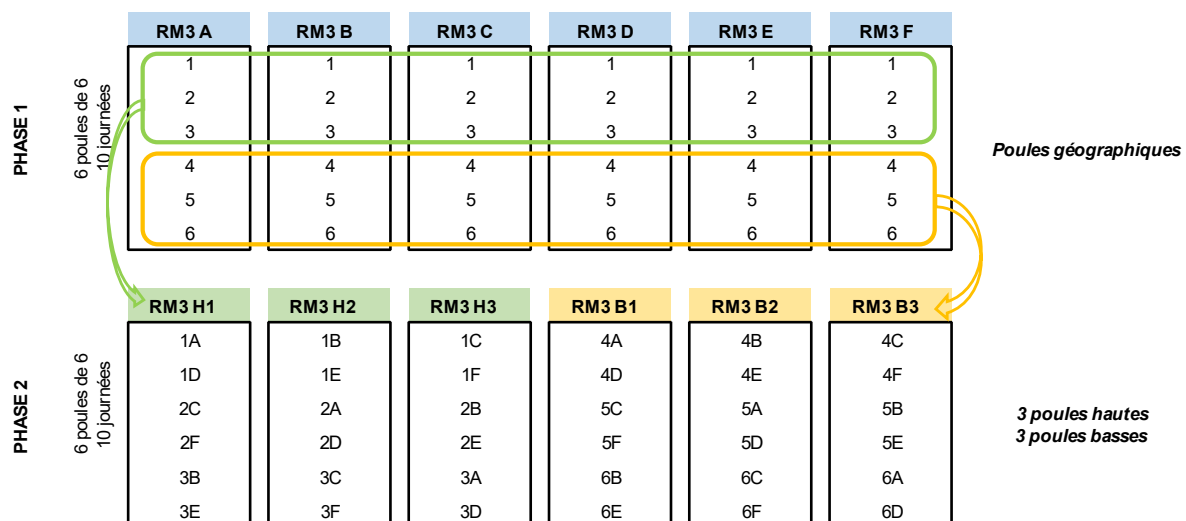 RM3 A RM3 B RM3 C RM3 D RM3 E RM3 F
PHASE 1
6 poules de 6
10 journées
1 1 1 1 1 1
2 2 2 2 2 2
3 3 3 3 3 3
4 4 4 4 4 4
5 5 5 5 5 5
6 6 6 6 6 6
Poules géographiques
RM3 H1 RM3 H2 RM3 H3 RM3 B1 RM3 B2 RM3 B3
PHASE 2
6 poules de 6
10 journées
1A 1B 1C 4A 4B 4C
1D 1E 1F 4D 4E 4F
2C 2A 2B 5C 5A 5B
2F 2D 2E 5F 5D 5E
3B 3C 3A 6B 6C 6A
3E 3F 3D 6E 6F 6D
3 poules hautes
3 poules basses